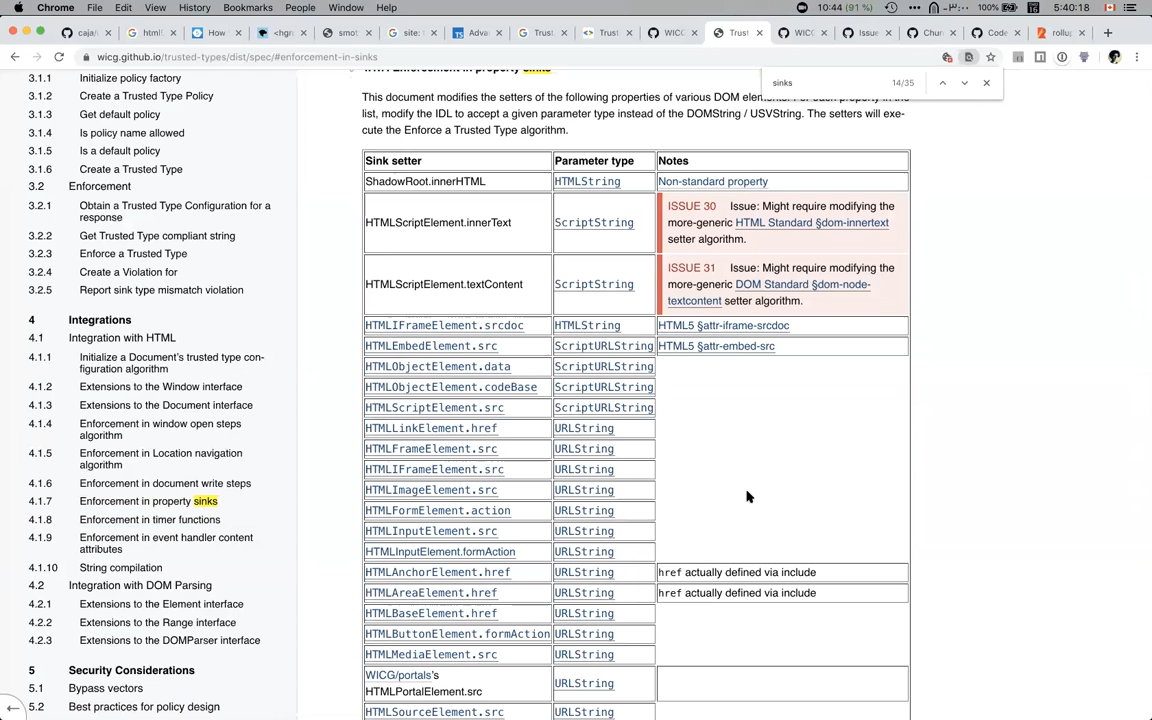 Chrome File Edit View History Bookmarks People Window Help 10:44 (91 %) 100% 5:40:18
caja/ html! How <hgn smot site: Adva Trust Trust WICC Trust WICC Issue Chun Code rollup
wicg.github.io/trusted-types/dist/spec/#enforcement-in-sinks
sinks 14/35
3.1.1 Initialize policy factory
3.1.2 Create a Trusted Type Policy
3.1.3 Get default policy
3.1.4 Is policy name allowed
3.1.5 Is a default policy
3.1.6 Create a Trusted Type
3.2 Enforcement
3.2.1 Obtain a Trusted Type Configuration for a
response
3.2.2 Get Trusted Type compliant string
3.2.3 Enforce a Trusted Type
3.2.4 Create a Violation for
3.2.5 Report sink type mismatch violation
4 Integrations
4.1 Integration with HTML
4.1.1 Initialize a Document's trusted type con-
figuration algorithm
4.1.2 Extensions to the Window interface
4.1.3 Extensions to the Document interface
4.1.4 Enforcement in window open steps
algorithm
4.1.5 Enforcement in Location navigation
algorithm
4.1.6 Enforcement in document write steps
4.1.7 Enforcement in property sinks
4.1.8 Enforcement in timer functions
4.1.9 Enforcement in event handler content
attributes
4.1.10 String compilation
4.2 Integration with DOM Parsing
4.2.1 Extensions to the Element interface
4.2.2 Extensions to the Range interface
4.2.3 Extensions to the DOMParser interface
5 Security Considerations
5.1 Bypass vectors
5.2 Best practices for policy design
Enforcement in property sinks
This document modifies the setters of the following properties of various DOM
list, modify the IDL to accept a given parameter type instead of the DOMString / USVString. The setters will exe-
cute the Enforce a Trusted Type algorithm.
Sink setter Parameter type Notes
ShadowRoot.innerHTML HTMLString Non-standard property
HTMLScriptElement.innerText ScriptString ISSUE 30 Issue: Might require modifying the
more-generic HTML Standard §dom-innertext
setter algorithm.
HTMLScriptElement.textContent ScriptString ISSUE 31 Issue: Might require modifying the
more-generic DOM Standard §dom-node-
textcontent setter algorithm.
HTMLIFrameElement.srcdoc HTMLString HTML5 §attr-iframe-srcdoc
HTMLEmbedElement.src ScriptURLString HTML5 §attr-embed-src
HTMLObjectElement.data ScriptURLString
HTMLObjectElement.codeBase ScriptURLString
HTMLScriptElement.src ScriptURLString
HTMLLinkElement.href URLString
HTMLFrameElement.src URLString
HTMLIFrameElement.src URLString
HTMLImageElement.src URLString
HTMLFormElement.action URLString
HTMLInputElement.src URLString
HTMLInputElement.formAction URLString
HTMLAnchorElement.href URLString href actually defined via include
HTMLAreaElement.href URLString href actually defined via include
HTMLBaseElement.href URLString
HTMLButtonElement.formAction URLString
HTMLMediaElement.src URLString
WICG/portals's
HTMLPortalElement.src URLString
HTMLSourceElement.src URLString